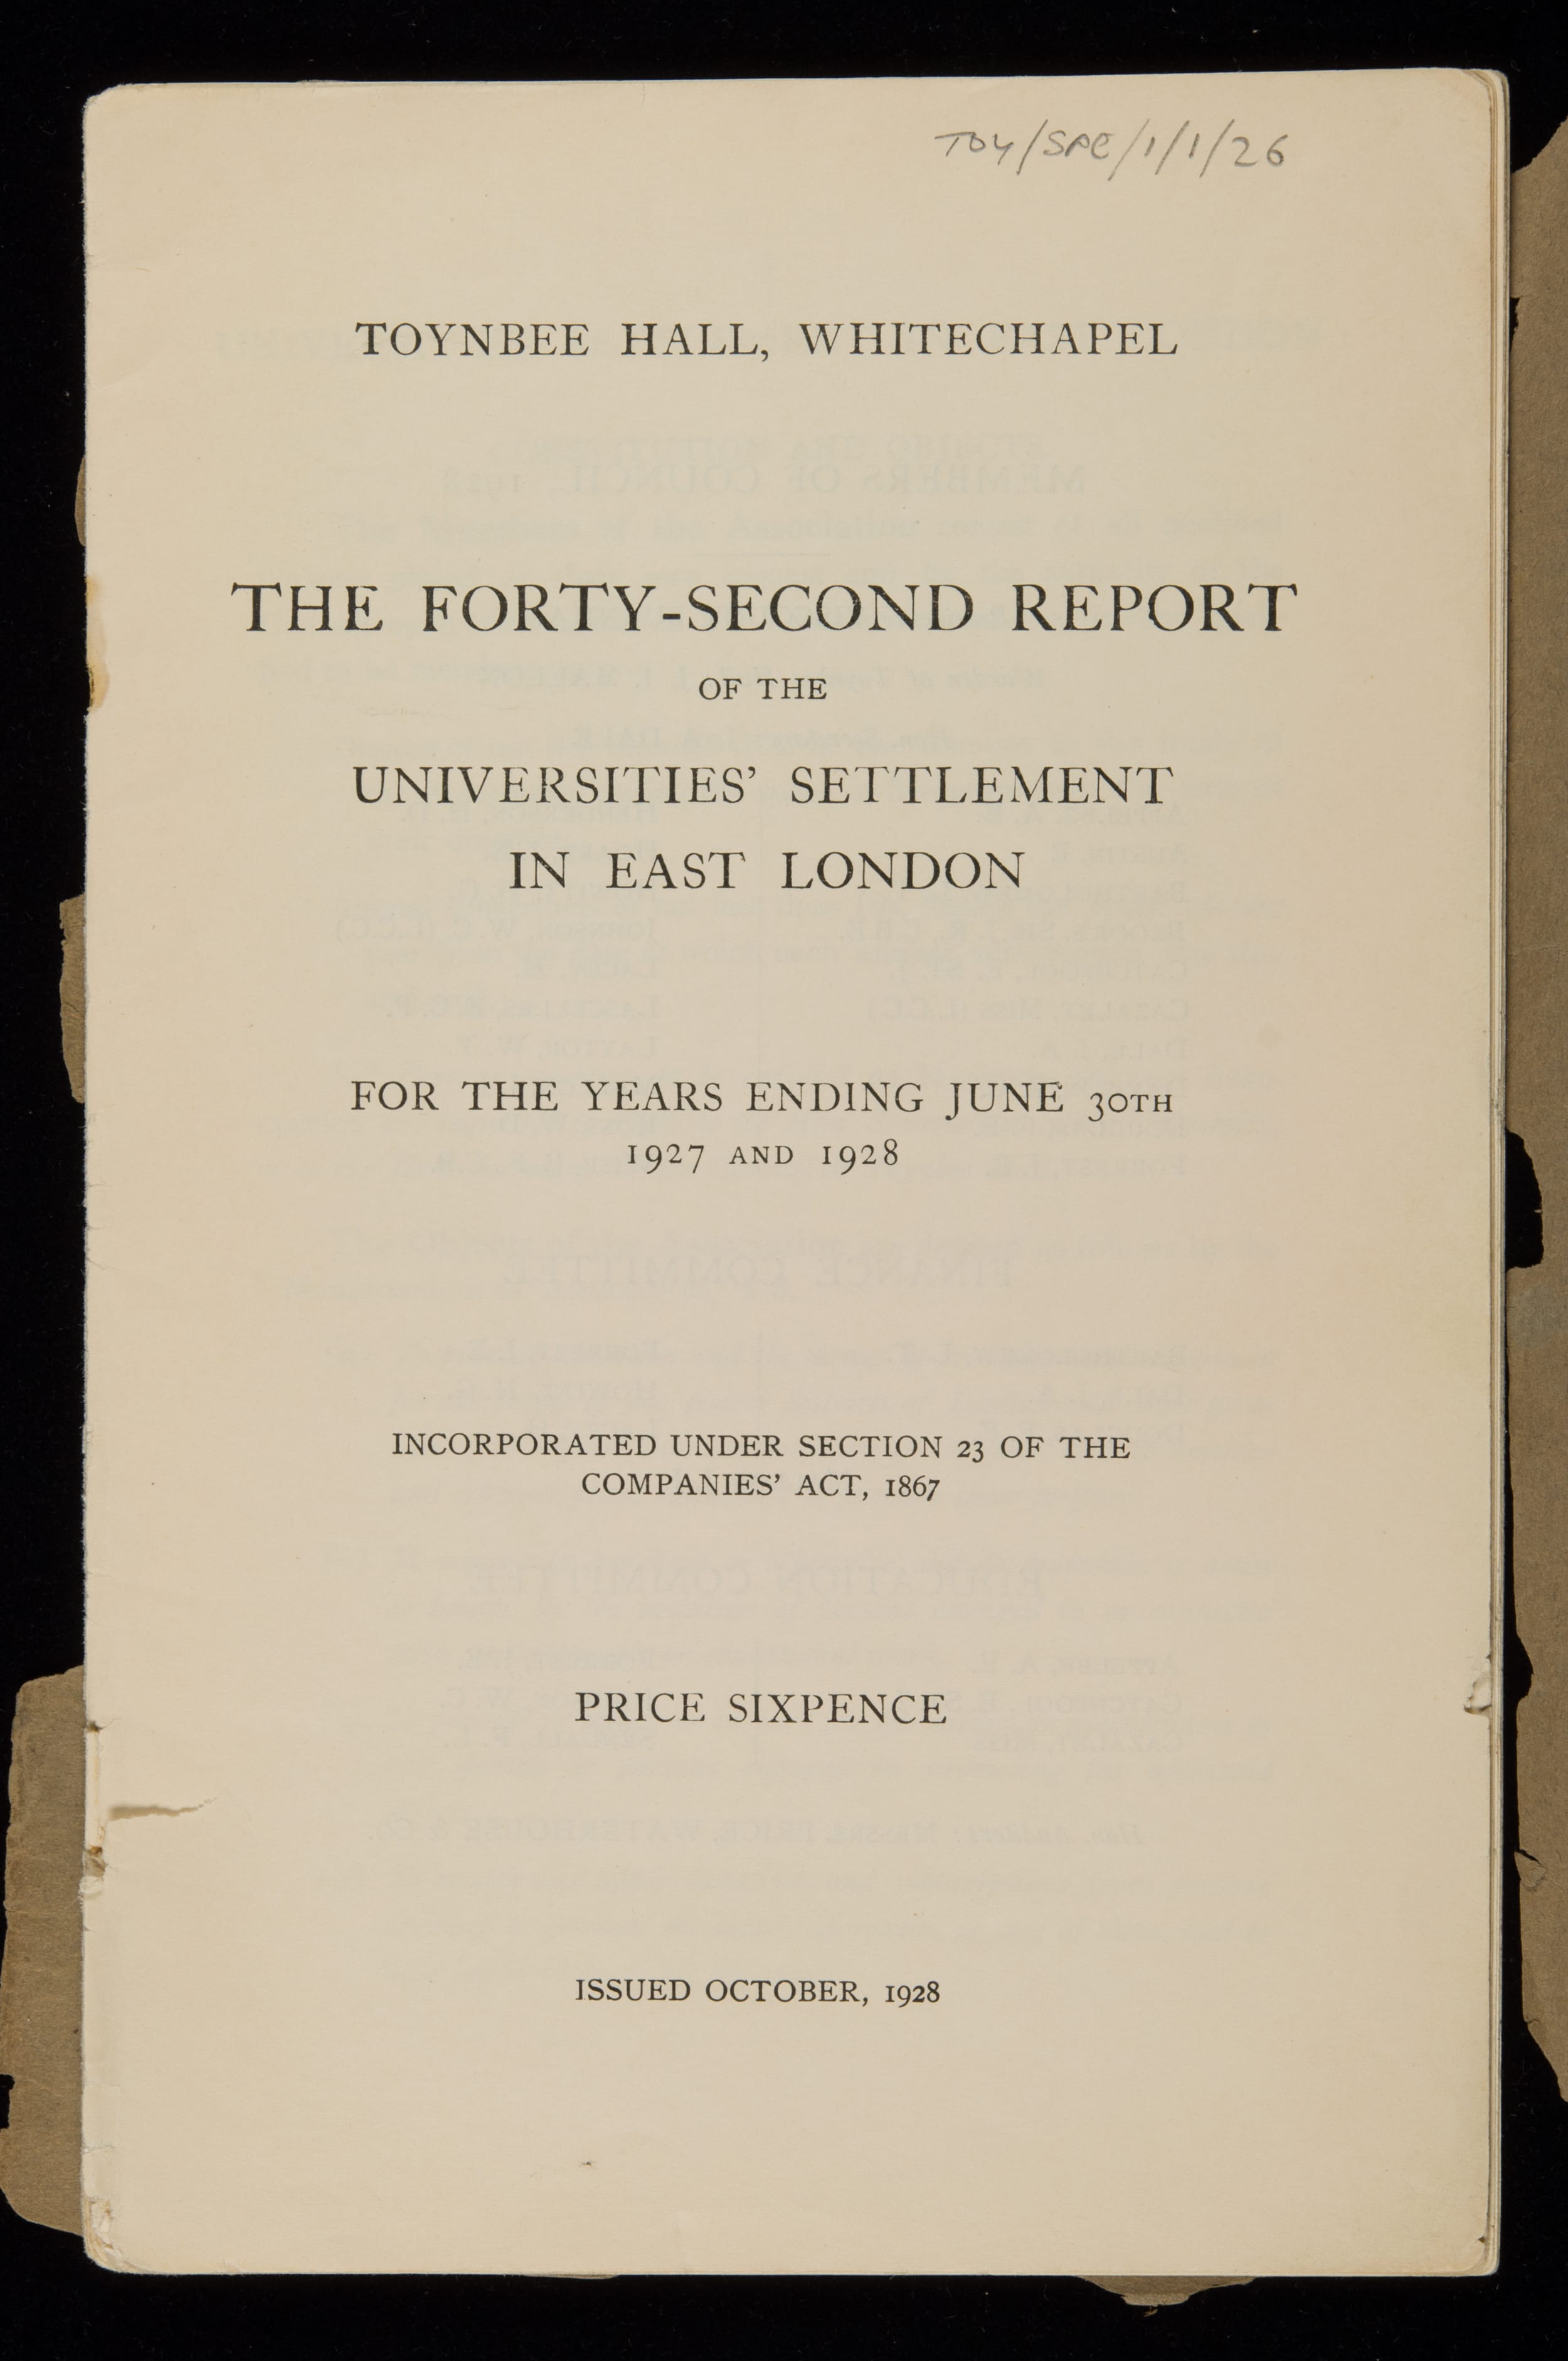 TOY/SPE/1/1/26
TOYNBEE HALL, WHITECHAPEL
THE FORTY-SECOND REPORT
OF THE
UNIVERSITIES’ SETTLEMENT
IN EAST LONDON
FOR THE YEARS ENDING JUNE 30TH
1927 AND 1928
INCORPORATED UNDER SECTION 23 OF THE
COMPANIES’ ACT, 1867
PRICE SIXPENCE
ISSUED OCTOBER, 1928